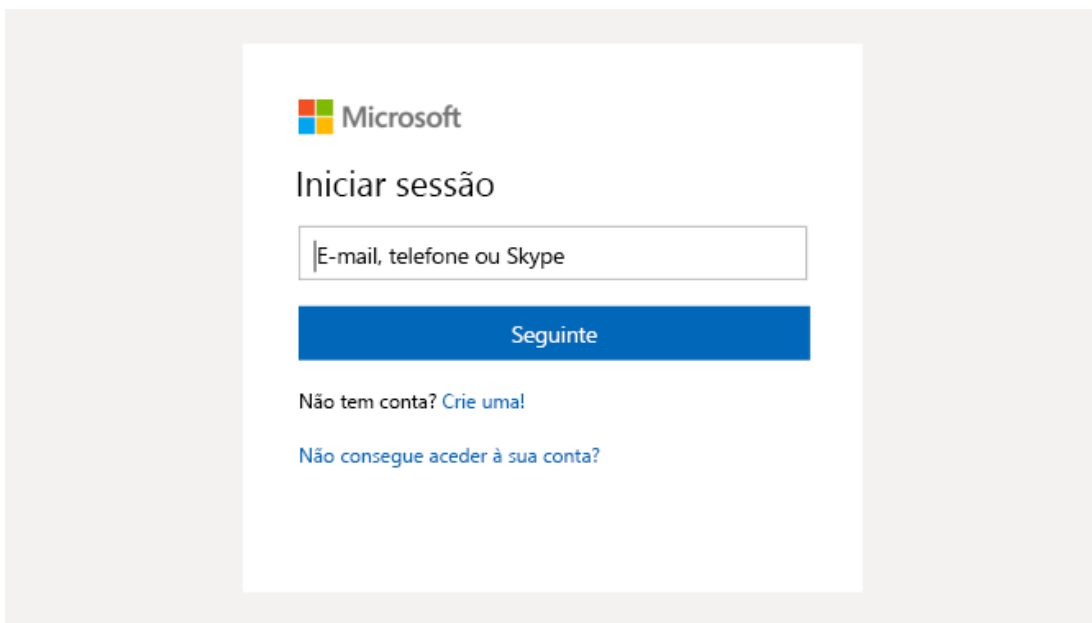 Microsoft
Iniciar sessão
E-mail, telefone ou Skype
Seguinte
Não tem conta? Crie uma!
Não consegue aceder à sua conta?